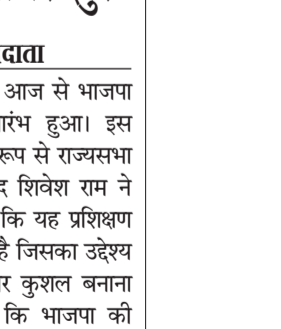 दाता
आज से भाजपा
रंभ हुआ। इस
रूप से राज्यसभा
शिवेश राम ने
कि यह प्रशिक्षण
है जिसका उद्देश्य
कुशल बनाना
कि भाजपा की